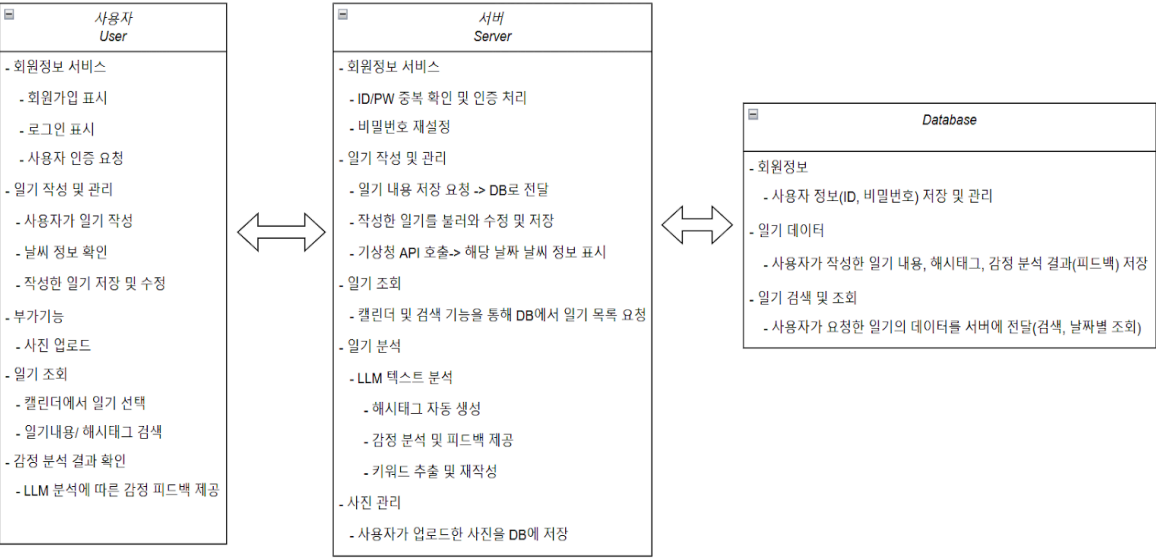 사용자
User
- 회원정보 서비스
- 회원가입 표시
- 로그인 표시
- 사용자 인증 요청
- 일기 작성 및 관리
- 사용자가 일기 작성
- 날씨 정보 확인
- 작성한 일기 저장 및 수정
- 부가기능
- 사진 업로드
- 일기 조회
- 캘린더에서 일기 선택
- 일기내용/ 해시태그 검색
- 감정 분석 결과 확인
- LLM 분석에 따른 감정 피드백 제공
서버
Server
- 회원정보 서비스
- ID/PW 중복 확인 및 인증 처리
- 비밀번호 재설정
- 일기 작성 및 관리
- 일기 내용 저장 요청 -> DB로 전달
- 작성한 일기를 불러와 수정 및 저장
- 기상청 API 호출-> 해당 날짜 날씨 정보 표시
- 일기 조회
- 캘린더 및 검색 기능을 통해 DB에서 일기 목록 요청
- 일기 분석
- LLM 텍스트 분석
- 해시태그 자동 생성
- 감정 분석 및 피드백 제공
- 키워드 추출 및 재작성
- 사진 관리
- 사용자가 업로드한 사진을 DB에 저장
Database
- 회원정보
- 사용자 정보(ID, 비밀번호) 저장 및 관리
- 일기 데이터
- 사용자가 작성한 일기 내용, 해시태그, 감정 분석 결과(피드백) 저장
- 일기 검색 및 조회
- 사용자가 요청한 일기의 데이터를 서버에 전달(검색, 날짜별 조회)